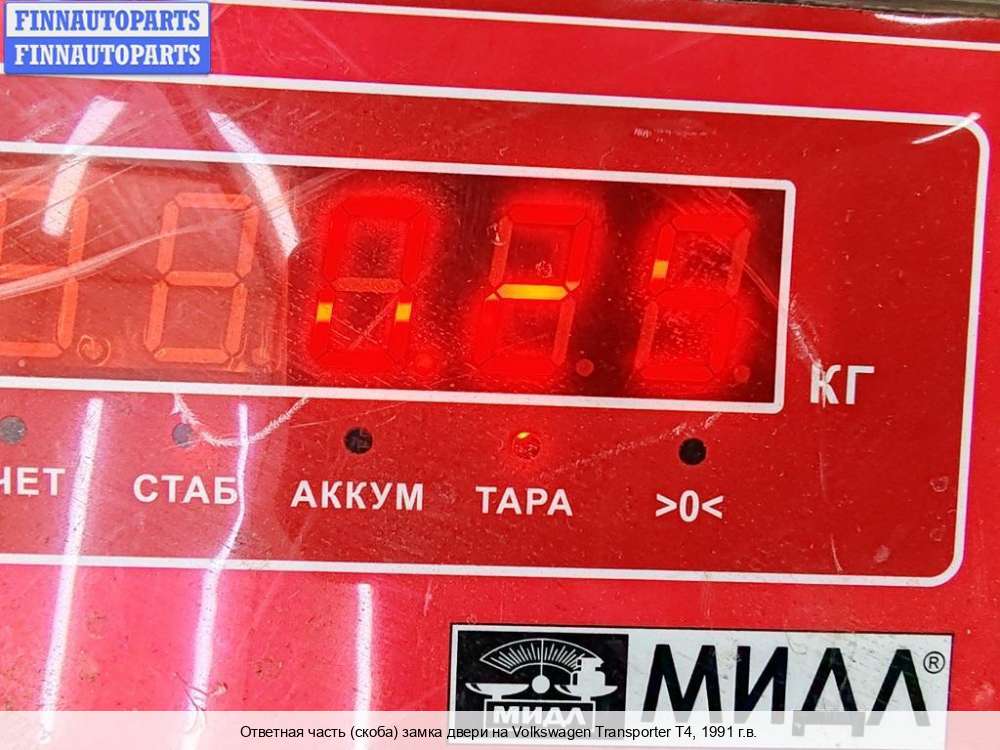 FINNAUTOPARTS
FINNAUTOPARTS
КГ
ЧЕТ СТАБ АККУМ ТАРА >0<
МИДЛ МИДЛ®
Ответная часть (скоба) замка двери на Volkswagen Transporter T4, 1991 г.в.